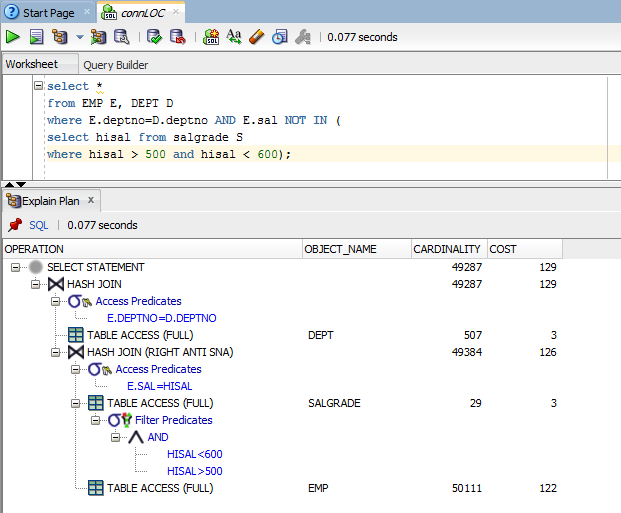 Start Page
connLOC
0.077 seconds
Worksheet Query Builder
select *
from EMP E, DEPT D
where E.deptno=D.deptno AND E.sal NOT IN (
select hisal from salgrade S
where hisal > 500 and hisal < 600);
Explain Plan
SQL | 0.077 seconds
OPERATION OBJECT_NAME CARDINALITY COST
SELECT STATEMENT 49287 129
HASH JOIN 49287 129
Access Predicates
E.DEPTNO=D.DEPTNO
TABLE ACCESS (FULL) DEPT 507 3
HASH JOIN (RIGHT ANTI SNA) 49384 126
Access Predicates
E.SAL=HISAL
TABLE ACCESS (FULL) SALGRADE 29 3
Filter Predicates
AND
HISAL<600
HISAL>500
TABLE ACCESS (FULL) EMP 50111 122